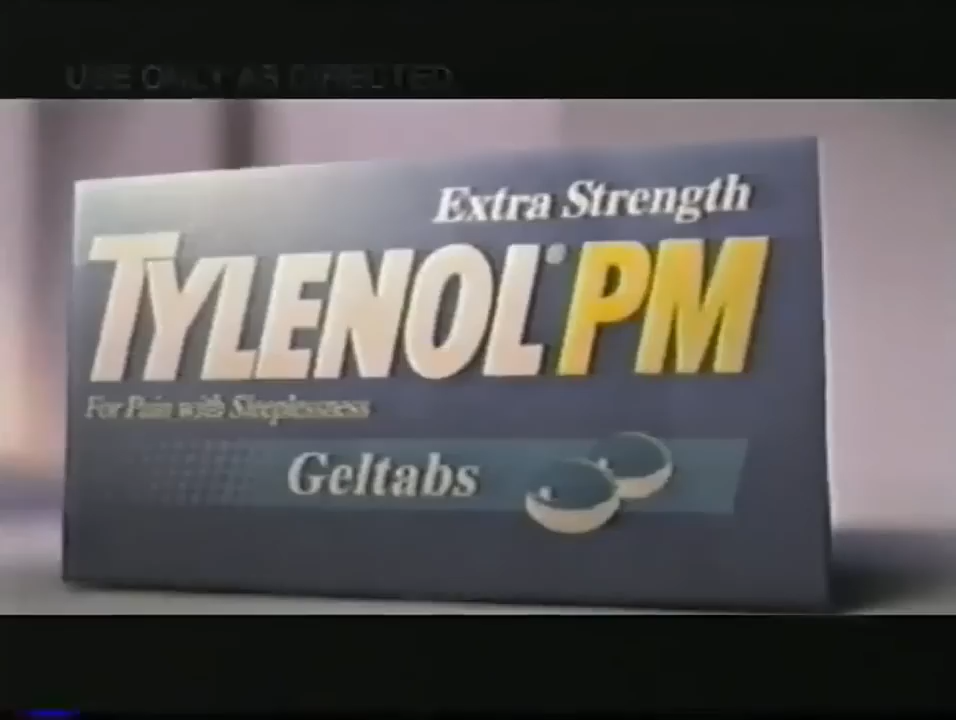 USE ONLY AS DIRECTED.
Extra Strength
TYLENOL® PM
For Pain with Sleeplessness
Geltabs